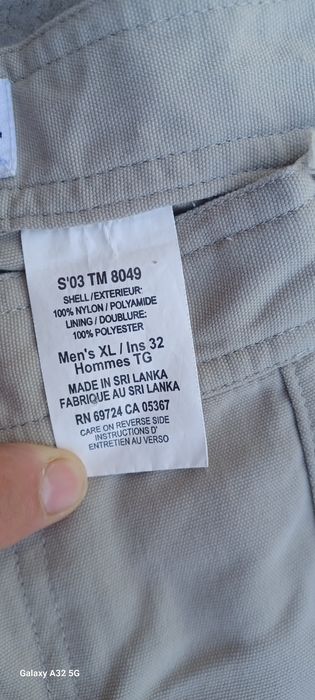 S'03 TM 8049
SHELL/EXTERIEUR:
100% NYLON / POLYAMIDE
LINING / DOUBLURE:
100% POLYESTER
Men's XL / Ins 32
Hommes TG
MADE IN SRI LANKA
FABRIQUE AU SRI LANKA
RN 69724 CA 05367
CARE ON REVERSE SIDE
INSTRUCTIONS D'
ENTRETIEN AU VERSO
Galaxy A32 5G